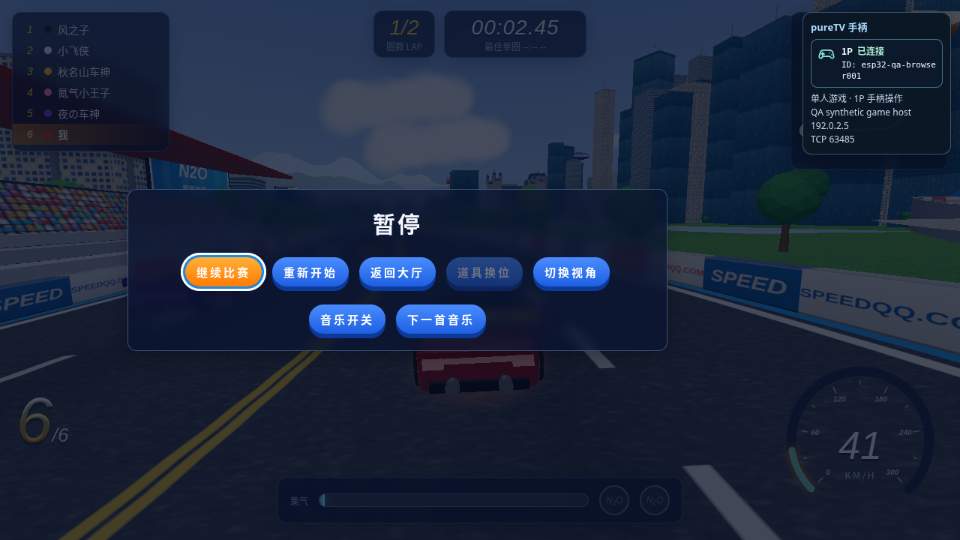 1 风之子
2 小飞侠
3 秋名山车神
4 氮气小王子
5 夜の车神
6 我
1/2
圈数 LAP
00:02.45
最佳单圈 --:--.--
pureTV 手柄
1P 已连接
ID: esp32-qa-browse
r001
单人游戏 · 1P 手柄操作
QA synthetic game host
192.0.2.5
TCP 63485
N2O
暂停
继续比赛
重新开始
返回大厅
道具换位
切换视角
音乐开关
下一首音乐
SPEED
SPEED
SPEEDQQ.CO
6/6
0
60
120
180
240
300
41
KM/H
集气
N₂O
N₂O